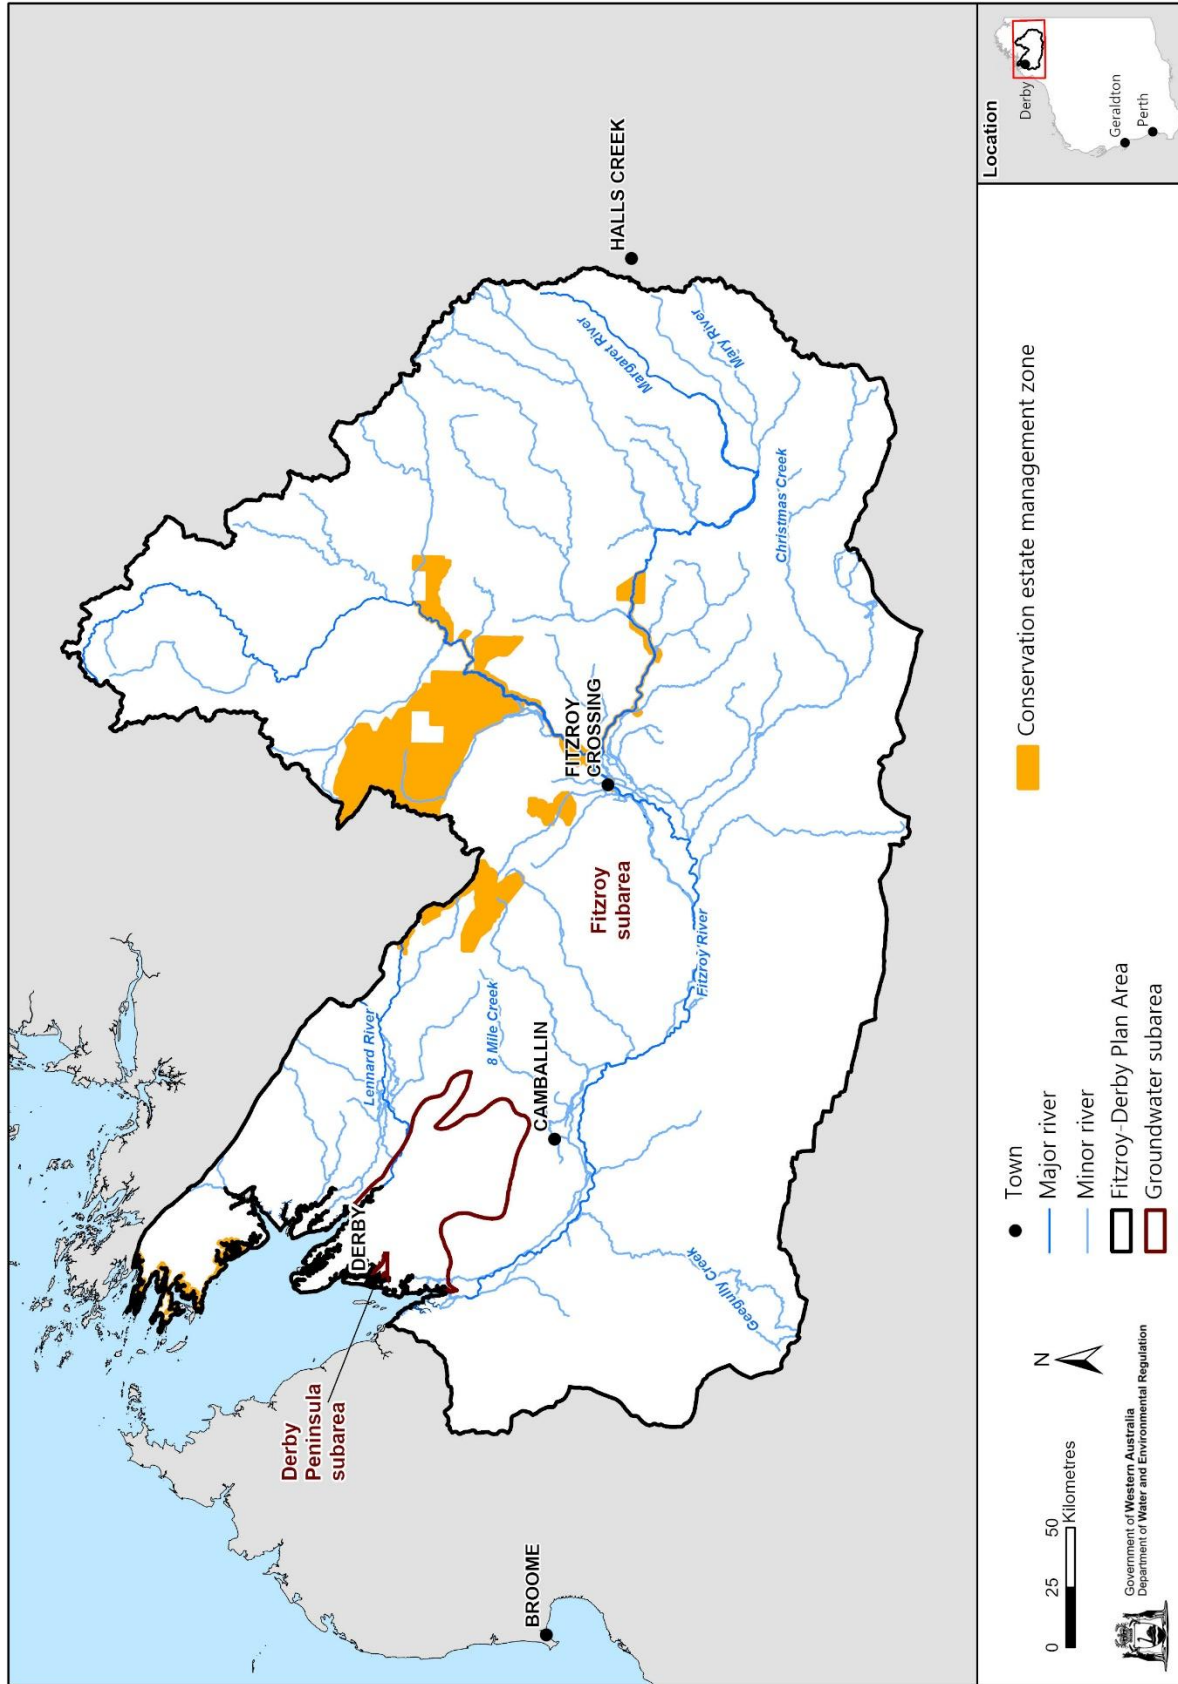 BROOME
Derby
Peninsula
subarea
DERBY
Lennard River
8 Mile Creek
CAMBALLIN
Geegully Creek
Fitzroy River
Fitzroy
subarea
FITZROY
CROSSING
Christmas Creek
Margaret River
Mary River
HALLS CREEK
0 25 50
Kilometres
N
Government of Western Australia
Department of Water and Environmental Regulation
Town
Major river
Minor river
Fitzroy-Derby Plan Area
Groundwater subarea
Conservation estate management zone
Location
Derby
Geraldton
Perth